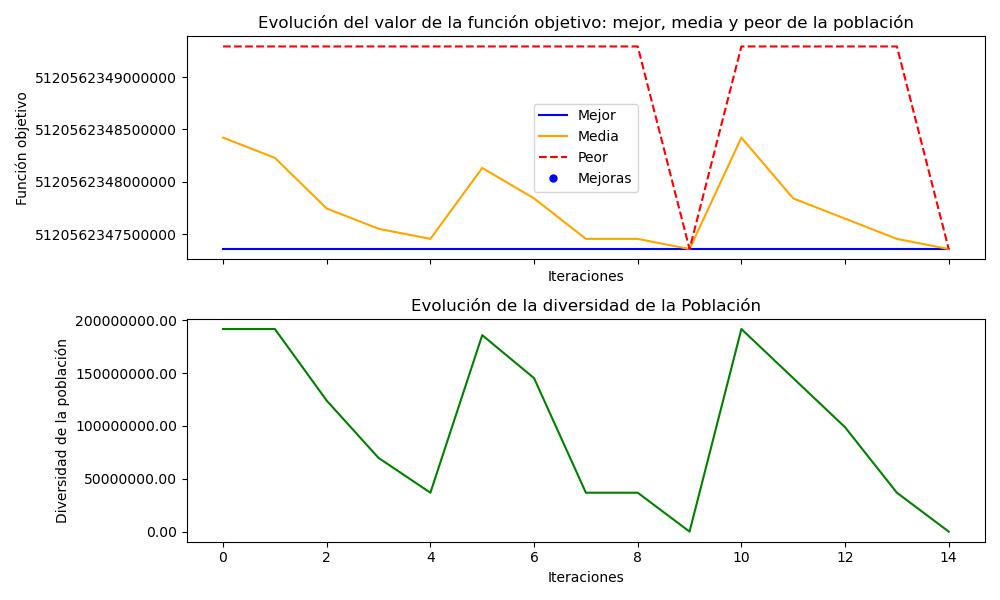 Evolución del valor de la función objetivo: mejor, media y peor de la población
Función objetivo
5120562349000000
5120562348500000
5120562348000000
5120562347500000
Mejor
Media
Peor
Mejoras
Iteraciones
Evolución de la diversidad de la Población
Diversidad de la población
200000000.00
150000000.00
100000000.00
50000000.00
0.00
0 2 4 6 8 10 12 14
Iteraciones